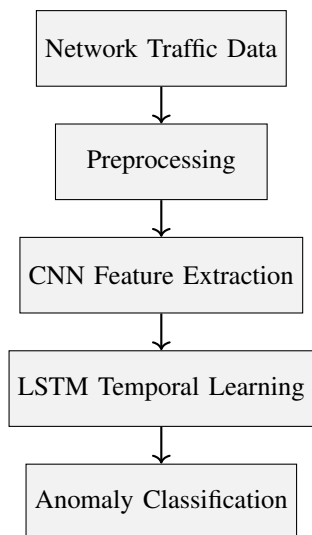 Network Traffic Data
Preprocessing
CNN Feature Extraction
LSTM Temporal Learning
Anomaly Classification